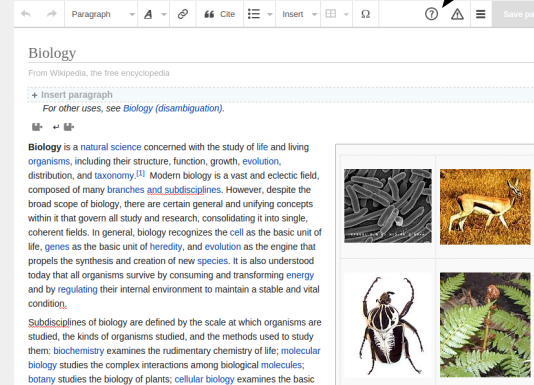 Paragraph A Cite Insert Ω Save pa
Biology
From Wikipedia, the free encyclopedia
+ Insert paragraph
For other uses, see Biology (disambiguation).
Biology is a natural science concerned with the study of life and living
organisms, including their structure, function, growth, evolution,
distribution, and taxonomy.[1] Modern biology is a vast and eclectic field,
composed of many branches and subdisciplines. However, despite the
broad scope of biology, there are certain general and unifying concepts
within it that govern all study and research, consolidating it into single,
coherent fields. In general, biology recognizes the cell as the basic unit of
life, genes as the basic unit of heredity, and evolution as the engine that
propels the synthesis and creation of new species. It is also understood
today that all organisms survive by consuming and transforming energy
and by regulating their internal environment to maintain a stable and vital
condition.
Subdisciplines of biology are defined by the scale at which organisms are
studied, the kinds of organisms studied, and the methods used to study
them: biochemistry examines the rudimentary chemistry of life; molecular
biology studies the complex interactions among biological molecules;
botany studies the biology of plants; cellular biology examines the basic